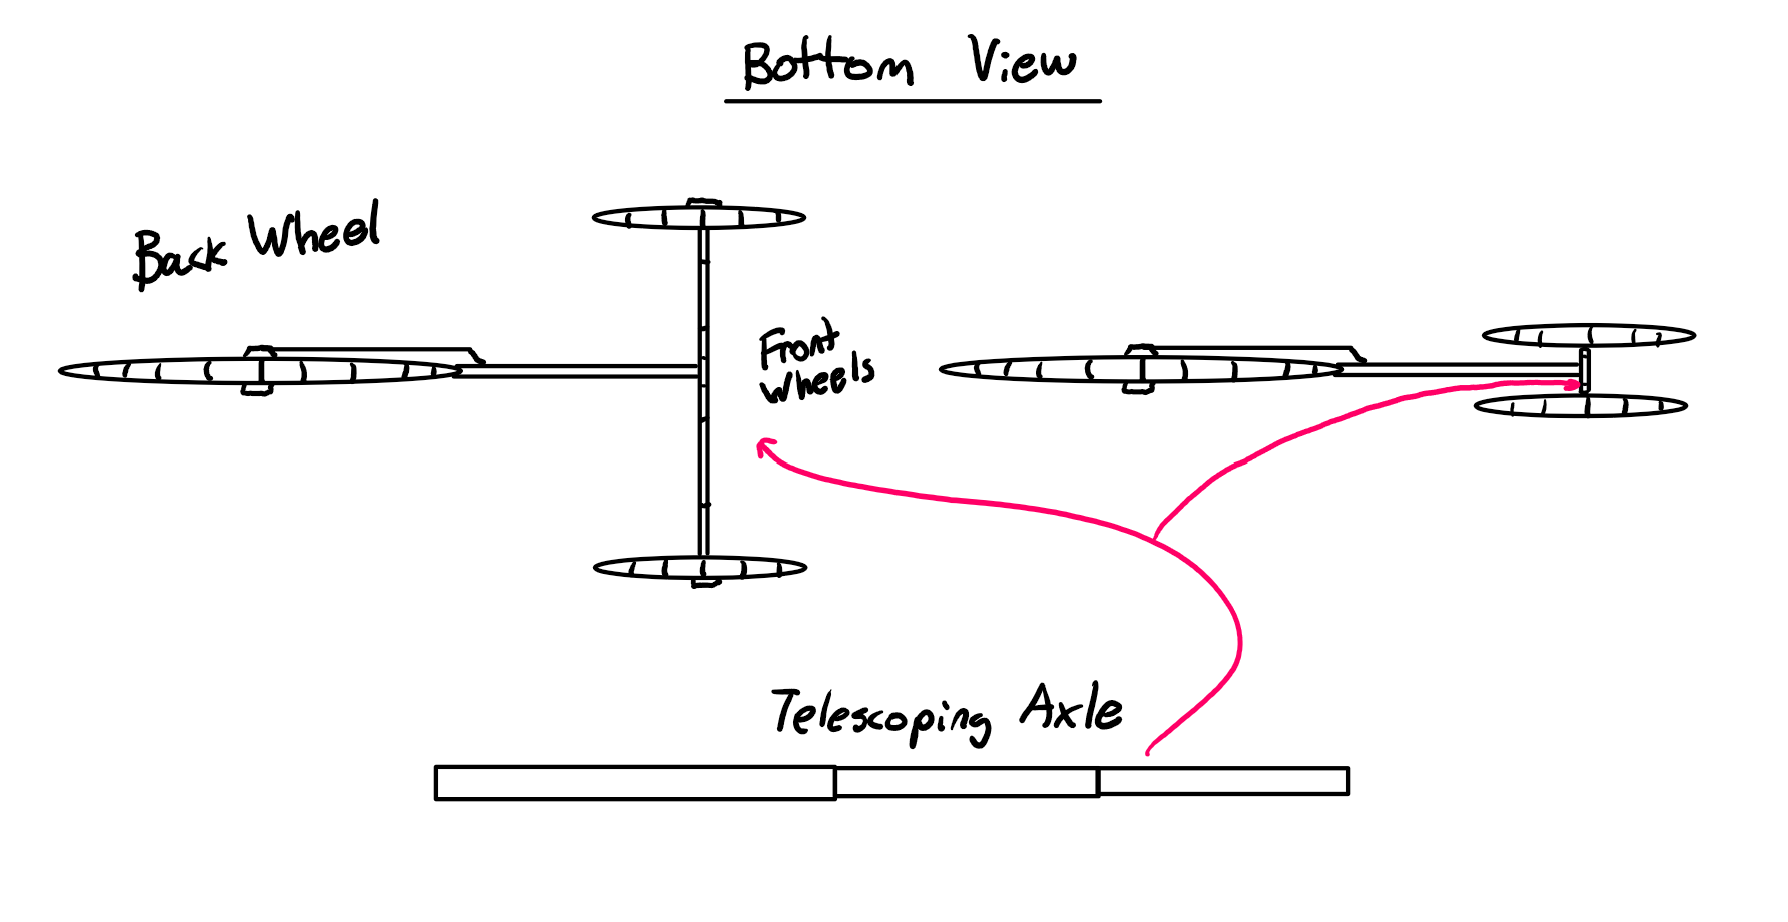 Bottom View
Back Wheel
Front
Wheels
Telescoping Axle